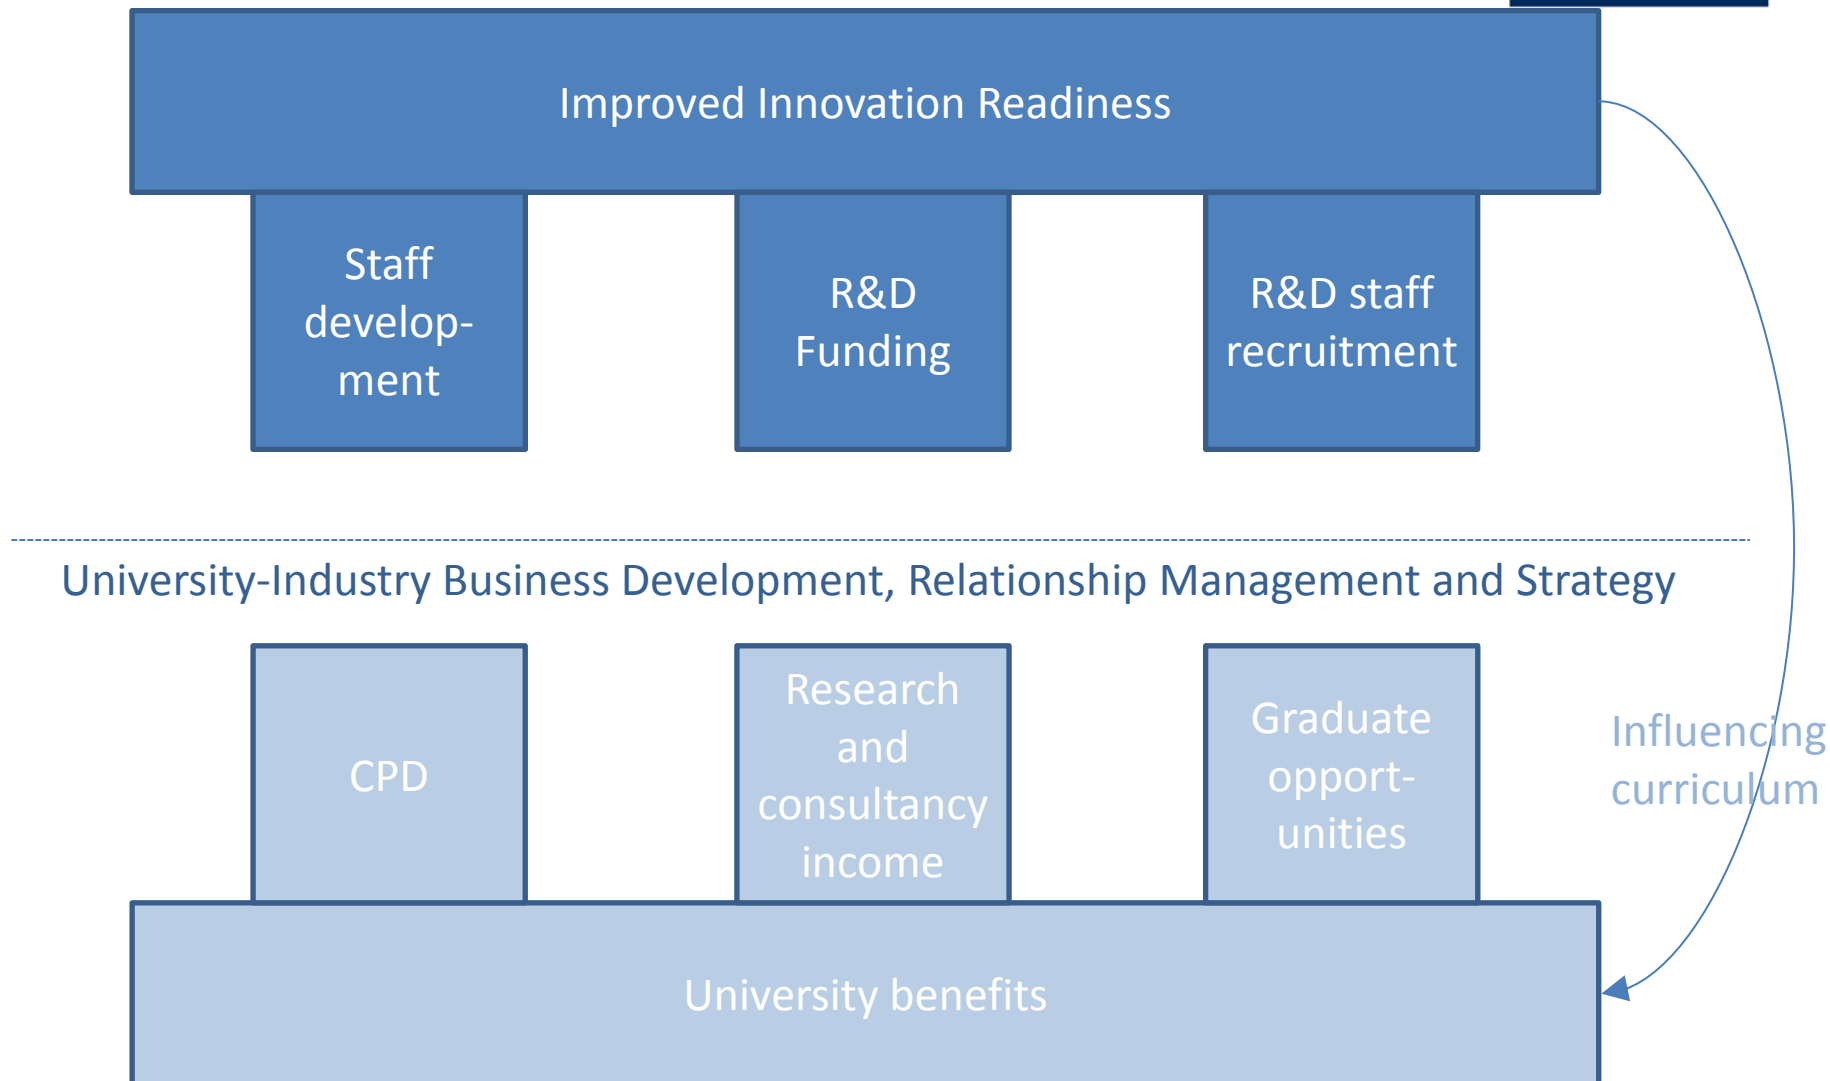 Improved Innovation Readiness
Staff
develop-
ment
R&D
Funding
R&D staff
recruitment
University-Industry Business Development, Relationship Management and Strategy
CPD
Research
and
consultancy
income
Graduate
opport-
unities
Influencing
curriculum
University benefits